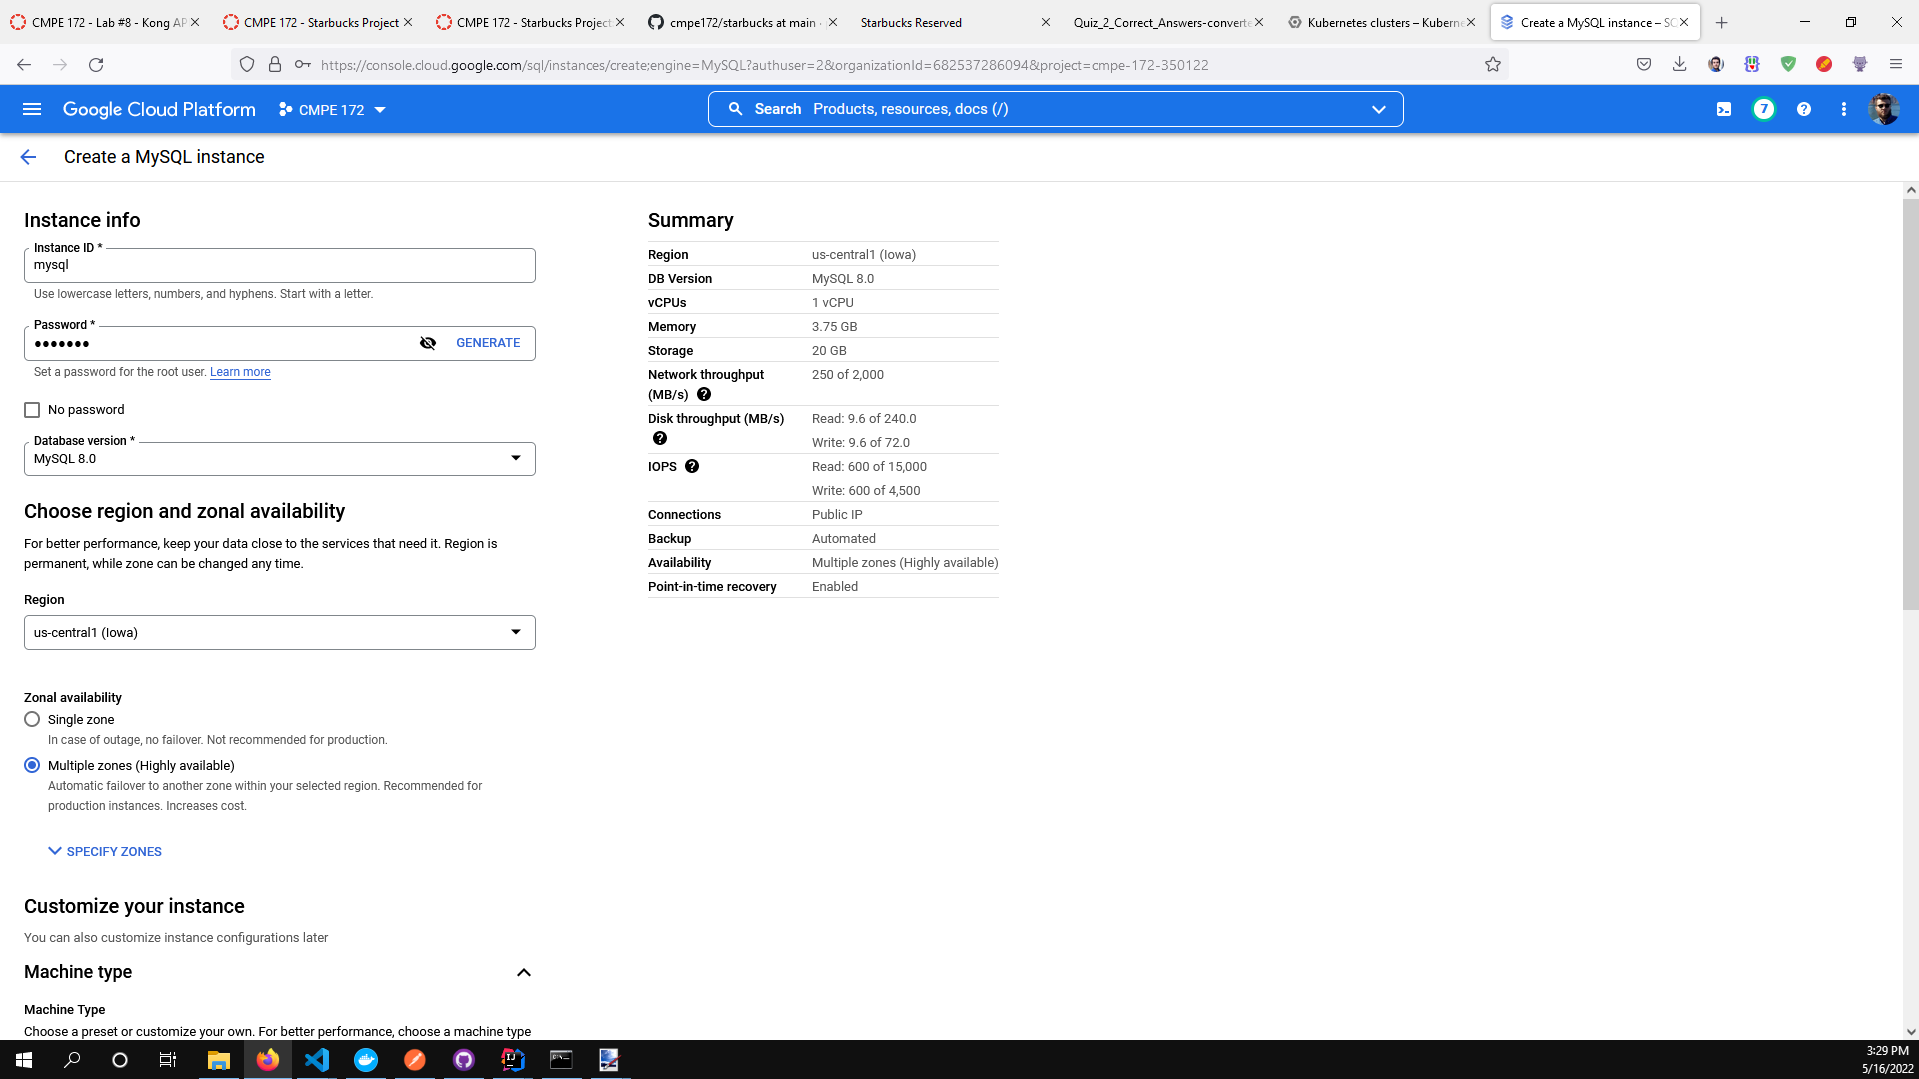 CMPE 172 - Lab #8 - Kong AP
CMPE 172 - Starbucks Project
CMPE 172 - Starbucks Project
cmpe172/starbucks at main
Starbucks Reserved
Quiz_2_Correct_Answers-converte
Kubernetes clusters – Kuberne
Create a MySQL instance – SQ
https://console.cloud.google.com/sql/instances/create;engine=MySQL?authuser=2&organizationId=682537286094&project=cmpe-172-350122
Google Cloud Platform
CMPE 172
Search Products, resources, docs (/)
7
Create a MySQL instance
Instance info
Instance ID *
mysql
Use lowercase letters, numbers, and hyphens. Start with a letter.
Password *
•••••••
GENERATE
Set a password for the root user. Learn more
No password
Database version *
MySQL 8.0
Choose region and zonal availability
For better performance, keep your data close to the services that need it. Region is
permanent, while zone can be changed any time.
Region
us-central1 (Iowa)
Zonal availability
Single zone
In case of outage, no failover. Not recommended for production.
Multiple zones (Highly available)
Automatic failover to another zone within your selected region. Recommended for
production instances. Increases cost.
SPECIFY ZONES
Customize your instance
You can also customize instance configurations later
Machine type
Machine Type
Choose a preset or customize your own. For better performance, choose a machine type
Summary
Region us-central1 (Iowa)
DB Version MySQL 8.0
vCPUs 1 vCPU
Memory 3.75 GB
Storage 20 GB
Network throughput 250 of 2,000
(MB/s)
Disk throughput (MB/s) Read: 9.6 of 240.0
Write: 9.6 of 72.0
IOPS Read: 600 of 15,000
Write: 600 of 4,500
Connections Public IP
Backup Automated
Availability Multiple zones (Highly available)
Point-in-time recovery Enabled
3:29 PM
5/16/2022